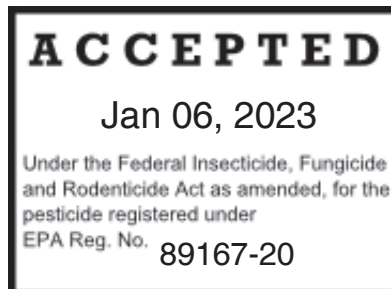 ACCEPTED
Jan 06, 2023
Under the Federal Insecticide, Fungicide
and Rodenticide Act as amended, for the
pesticide registered under
EPA Reg. No. 89167-20